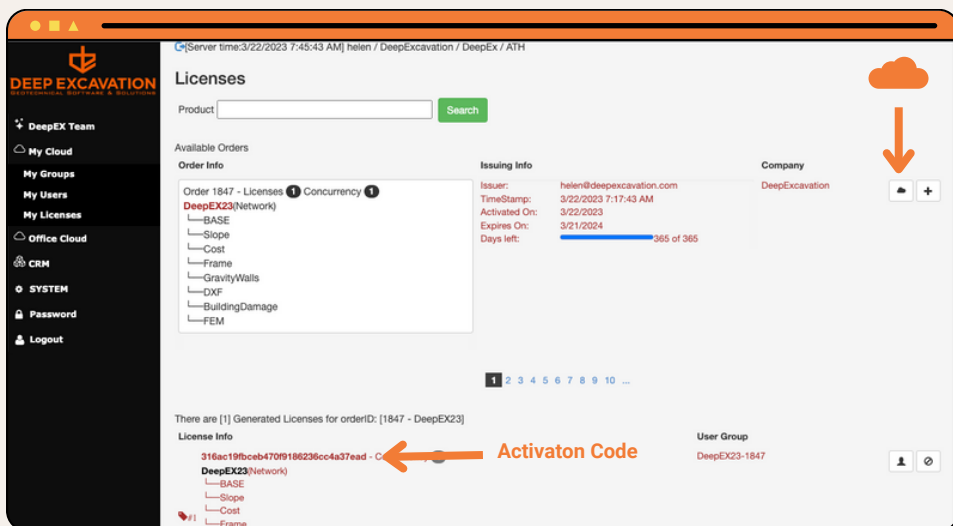 [Server time:3/22/2023 7:45:43 AM] helen / DeepExcavation / DeepEx / ATH
DEEP EXCAVATION
GEOTECHNICAL SOFTWARE & SOLUTIONS
DeepEX Team
My Cloud
My Groups
My Users
My Licenses
Office Cloud
CRM
SYSTEM
Password
Logout
Licenses
Product
Search
Available Orders
Order Info
Issuing Info
Company
Order 1847 - Licenses 1 Concurrency 1
DeepEX23(Network)
BASE
Slope
Cost
Frame
GravityWalls
DXF
BuildingDamage
FEM
Issuer: helen@deepexcavation.com
TimeStamp: 3/22/2023 7:17:43 AM
Activated On: 3/22/2023
Expires On: 3/21/2024
Days left: 365 of 365
DeepExcavation
1 2 3 4 5 6 7 8 9 10 ...
There are [1] Generated Licenses for orderID: [1847 - DeepEX23]
License Info
User Group
316ac19fbceb470f9186236cc4a37ead - C
Activaton Code
DeepEX23-1847
DeepEX23(Network)
BASE
Slope
Cost
#1
Frame